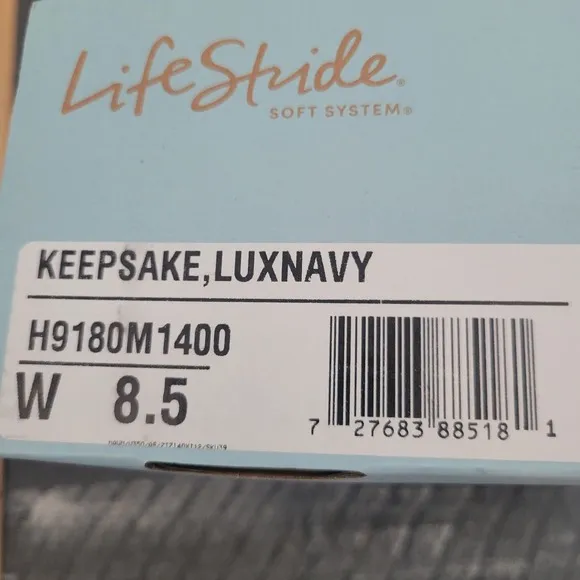 LifeStride®
SOFT SYSTEM®
KEEPSAKE,LUXNAVY
H9180M1400
W 8.5
7 27683 88518 1